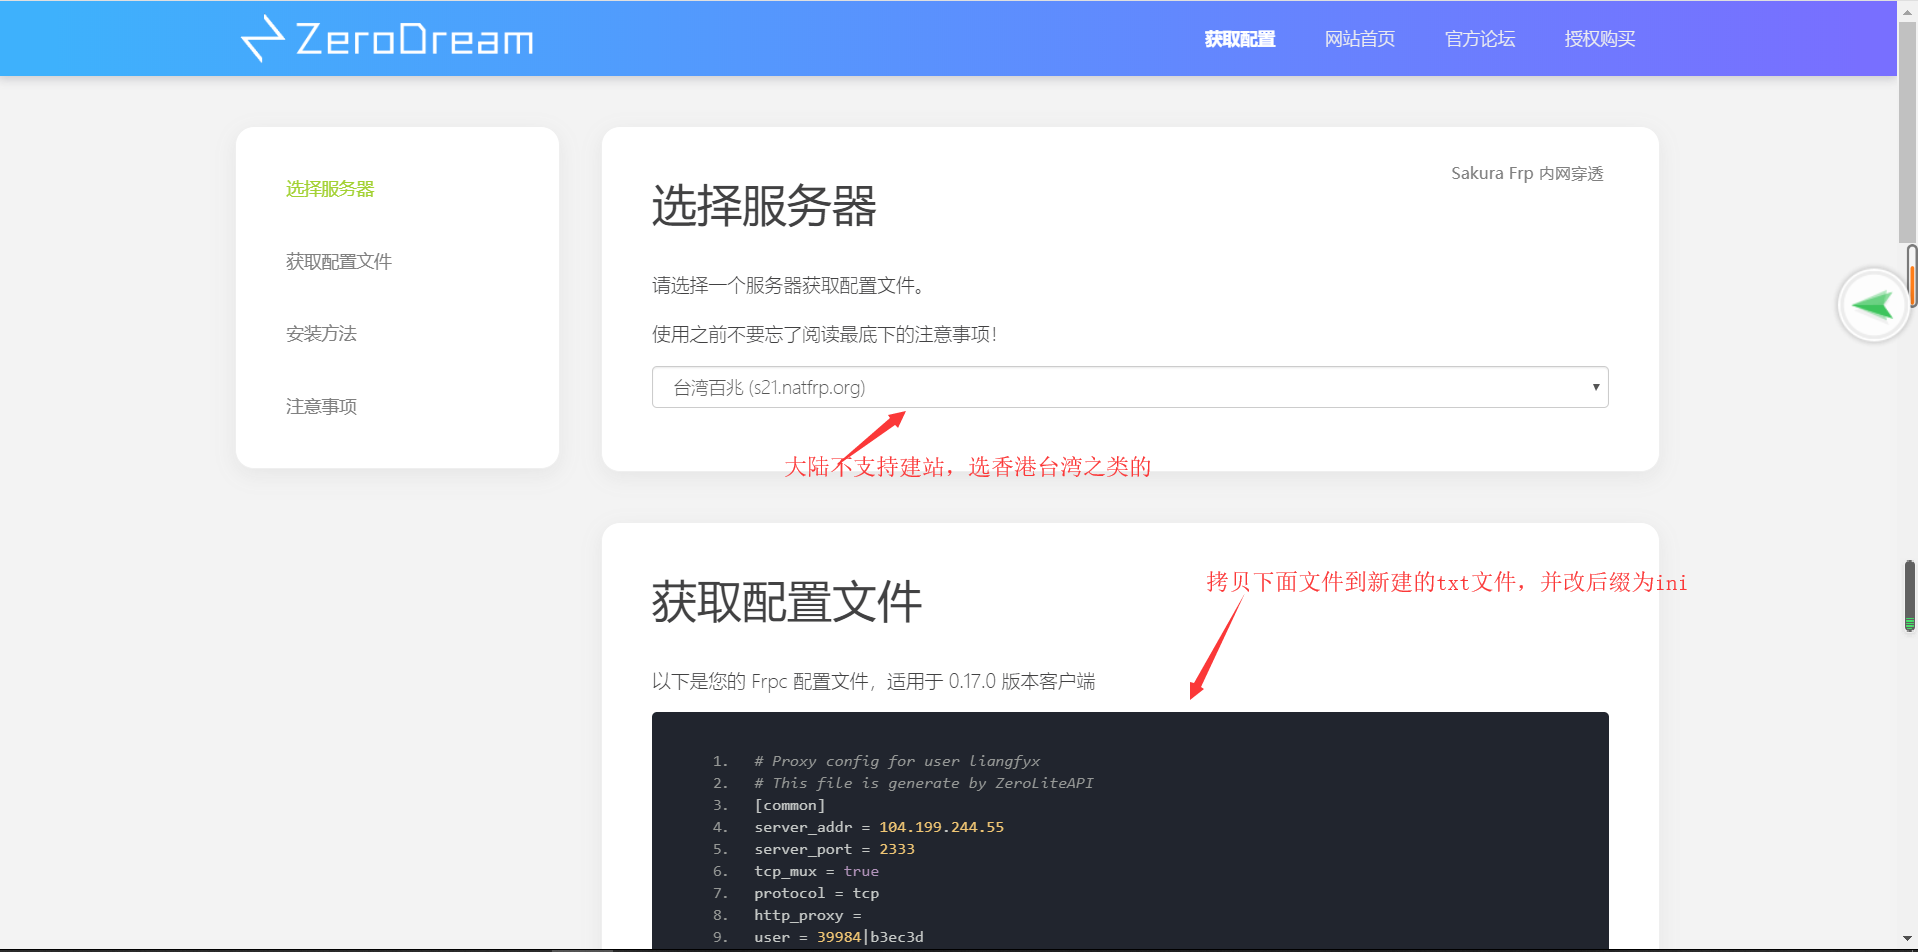 ZeroDream
获取配置 网站首页 官方论坛 授权购买
选择服务器
获取配置文件
安装方法
注意事项
Sakura Frp 内网穿透
选择服务器
请选择一个服务器获取配置文件。
使用之前不要忘了阅读最底下的注意事项！
台湾百兆 (s21.natfrp.org)
大陆不支持建站，选香港台湾之类的
获取配置文件
拷贝下面文件到新建的txt文件，并改后缀为ini
以下是您的 Frpc 配置文件，适用于 0.17.0 版本客户端
1. # Proxy config for user liangfyx
2. # This file is generate by ZeroLiteAPI
3. [common]
4. server_addr = 104.199.244.55
5. server_port = 2333
6. tcp_mux = true
7. protocol = tcp
8. http_proxy =
9. user = 39984|b3ec3d